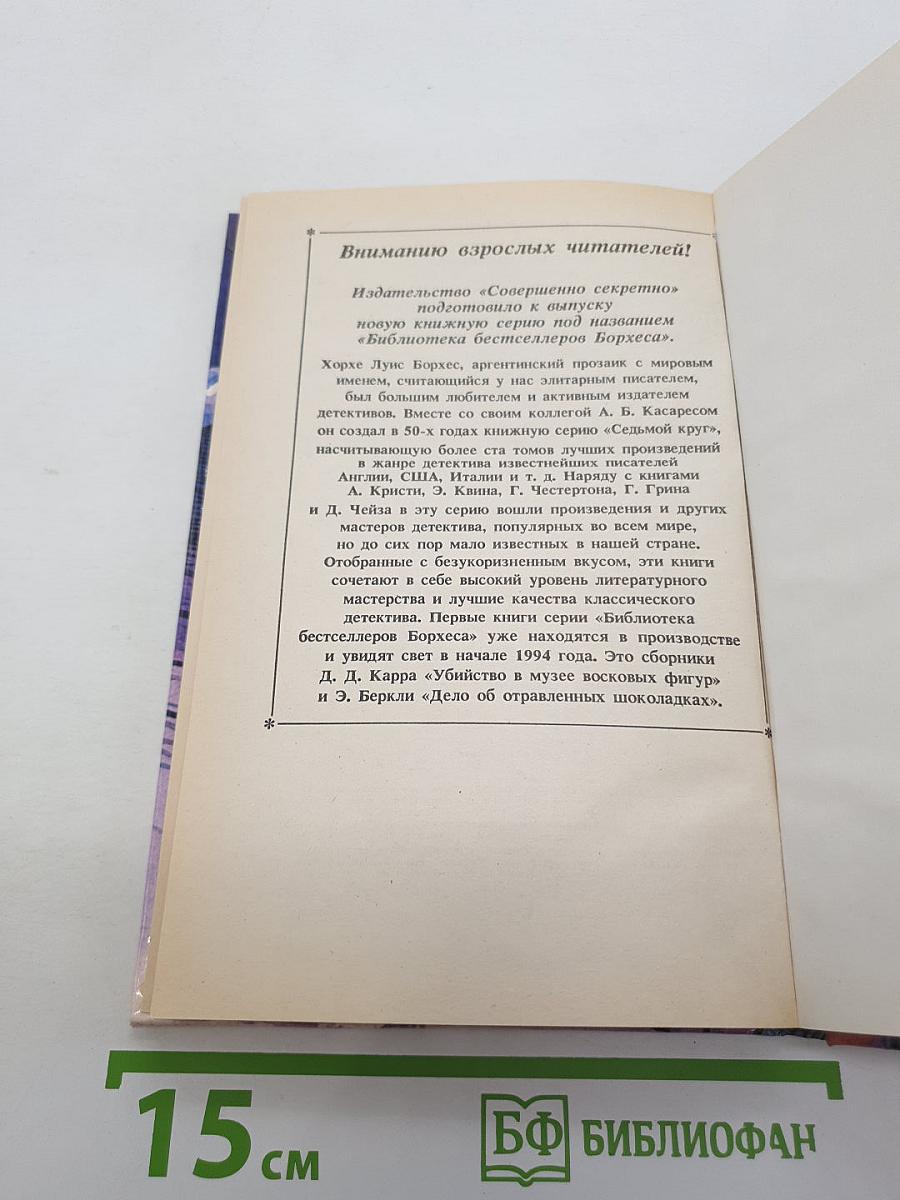 Вниманию взрослых читателей!
Издательство «Совершенно секретно»
подготовило к выпуску
новую книжную серию под названием
«Библиотека бестселлеров Борхеса».
Хорхе Луис Борхес, аргентинский прозаик с мировым
именем, считающийся у нас элитарным писателем,
был большим любителем и активным издателем
детективов. Вместе со своим коллегой А. Б. Касаресом
он создал в 50-х годах книжную серию «Седьмой круг»,
насчитывающую более ста томов лучших произведений
в жанре детектива известнейших писателей
Англии, США, Италии и т. д. Наряду с книгами
А. Кристи, Э. Квина, Г. Честертона, Г. Грина
и Д. Чейза в эту серию вошли произведения и других
мастеров детектива, популярных во всем мире,
но до сих пор мало известных в нашей стране.
Отобранные с безукоризненным вкусом, эти книги
сочетают в себе высокий уровень литературного
мастерства и лучшие качества классического
детектива. Первые книги серии «Библиотека
бестселлеров Борхеса» уже находятся в производстве
и увидят свет в начале 1994 года. Это сборники
Д. Д. Карра «Убийство в музее восковых фигур»
и Э. Беркли «Дело об отравленных шоколадках».
15 см
БФ БИБЛИОФАН